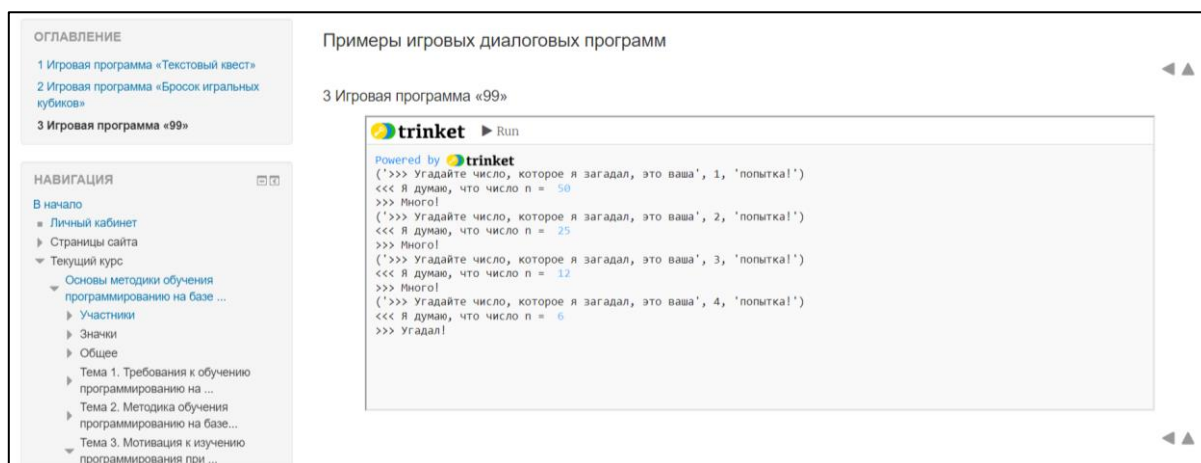 ОГЛАВЛЕНИЕ
1 Игровая программа «Текстовый квест»
2 Игровая программа «Бросок игральных
кубиков»
3 Игровая программа «99»
НАВИГАЦИЯ
В начало
Личный кабинет
Страницы сайта
Текущий курс
Основы методики обучения
программированию на базе ...
Участники
Значки
Общее
Тема 1. Требования к обучению
программированию на ...
Тема 2. Методика обучения
программированию на базе...
Тема 3. Мотивация к изучению
программирования при ...
Примеры игровых диалоговых программ
3 Игровая программа «99»
trinket Run
Powered by trinket
('>>> Угадайте число, которое я загадал, это ваша', 1, 'попытка!')
<<< Я думаю, что число n = 50
>>> Много!
('>>> Угадайте число, которое я загадал, это ваша', 2, 'попытка!')
<<< Я думаю, что число n = 25
>>> Много!
('>>> Угадайте число, которое я загадал, это ваша', 3, 'попытка!')
<<< Я думаю, что число n = 12
>>> Много!
('>>> Угадайте число, которое я загадал, это ваша', 4, 'попытка!')
<<< Я думаю, что число n = 6
>>> Угадал!